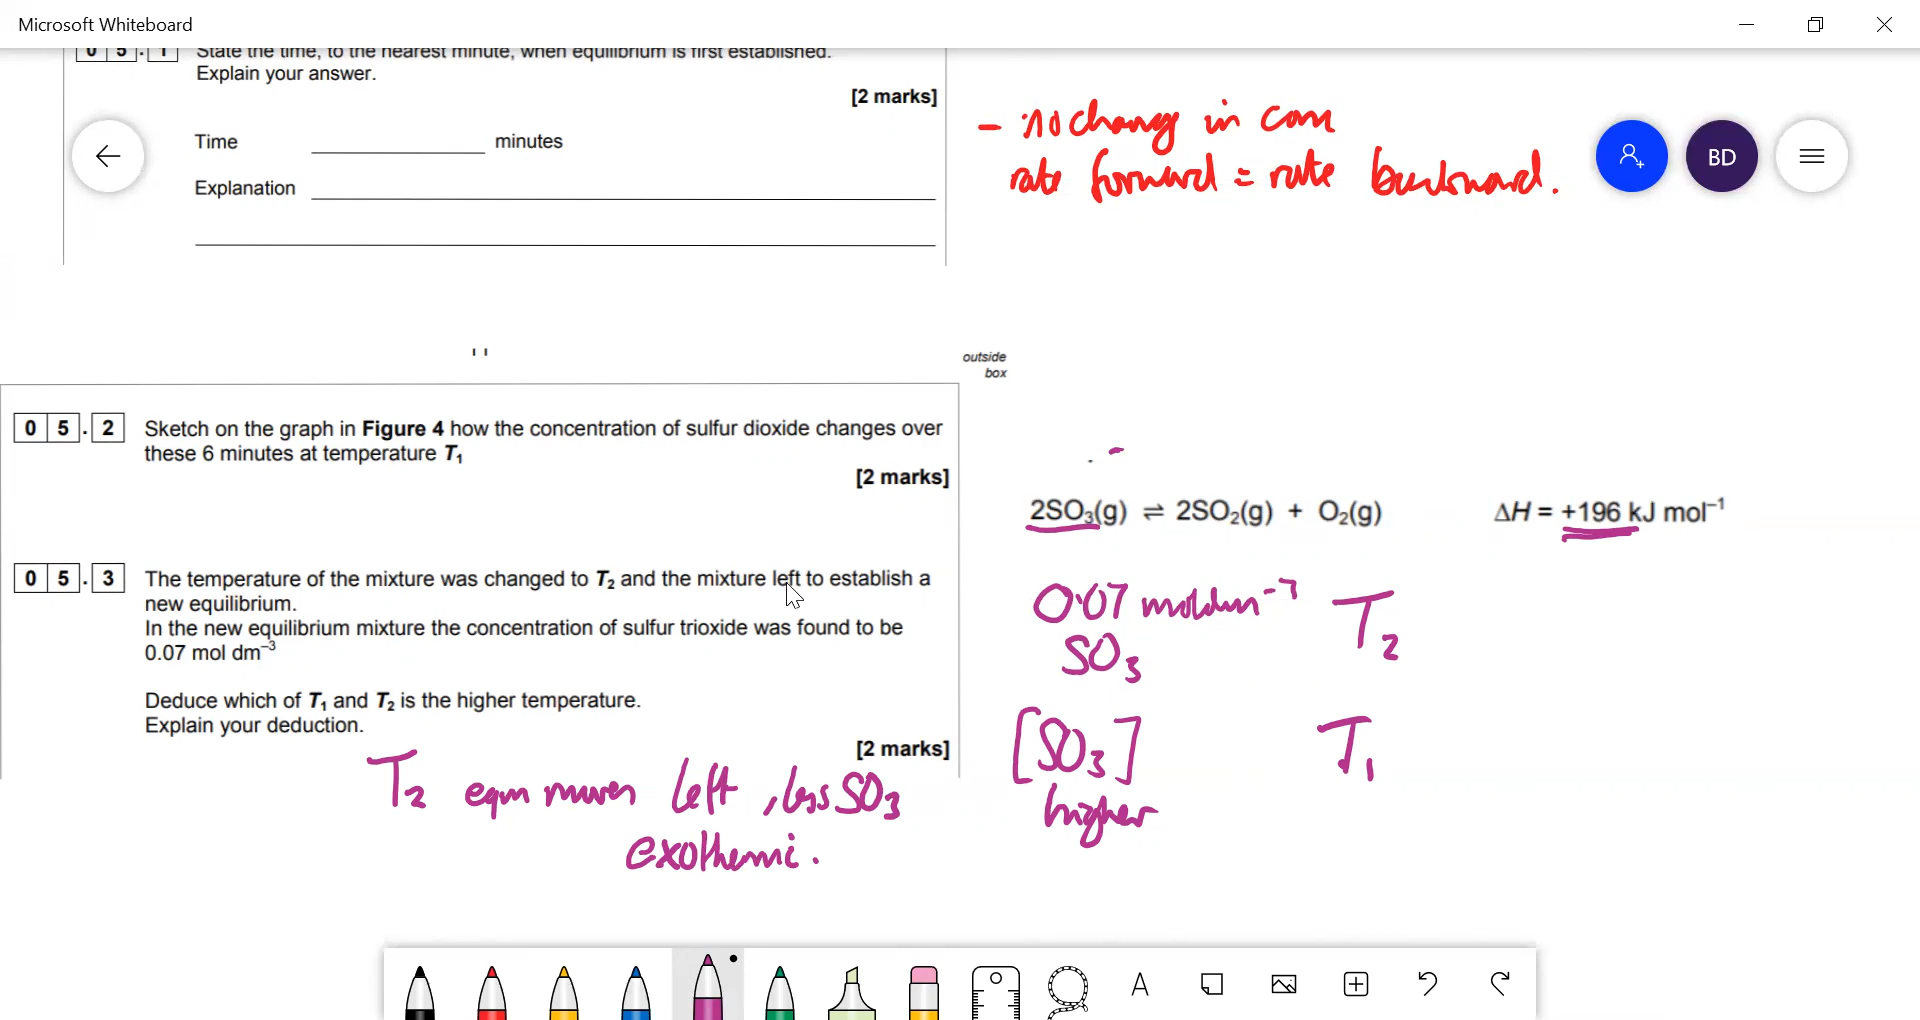 Microsoft Whiteboard
0 5 . 1 State the time, to the nearest minute, when equilibrium is first established.
Explain your answer.
[2 marks]
Time ________ minutes
Explanation
- no change in conc
rate forward = rate backward.
BD
outside
box
0 5 . 2 Sketch on the graph in Figure 4 how the concentration of sulfur dioxide changes over
these 6 minutes at temperature T₁
[2 marks]
2SO₃(g) ⇌ 2SO₂(g) + O₂(g) ΔH = +196 kJ mol⁻¹
0 5 . 3 The temperature of the mixture was changed to T₂ and the mixture left to establish a
new equilibrium.
In the new equilibrium mixture the concentration of sulfur trioxide was found to be
0.07 mol dm⁻³
Deduce which of T₁ and T₂ is the higher temperature.
Explain your deduction.
[2 marks]
0.07 moldm⁻³ T₂
SO₃
[SO₃] T₁
higher
T₂ eqm moves left, less SO₃
exothermic.
A